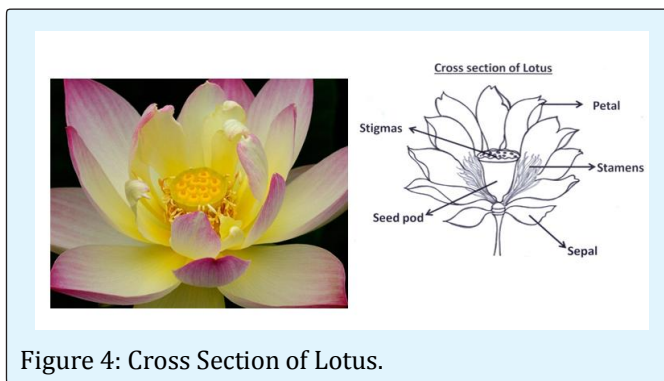 Cross section of Lotus
Petal
Stigmas
Stamens
Seed pod
Sepal
Figure 4: Cross Section of Lotus.